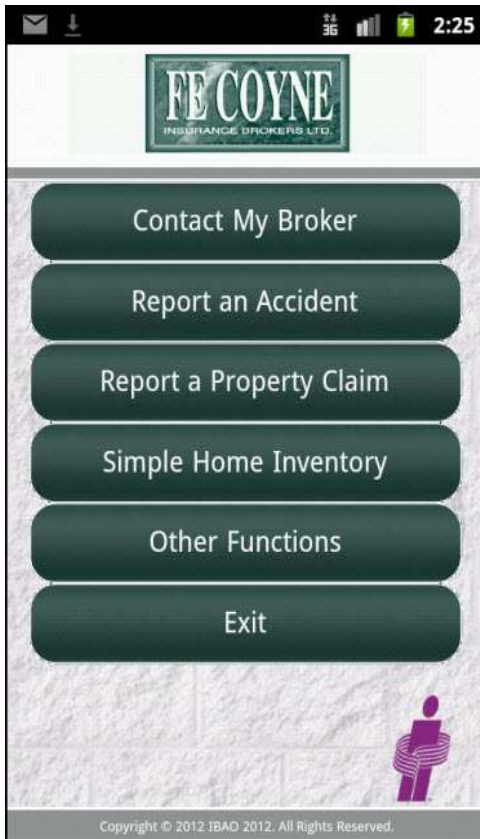 3G
2:25
FE COYNE
INSURANCE BROKERS LTD.
Contact My Broker
Report an Accident
Report a Property Claim
Simple Home Inventory
Other Functions
Exit
Copyright © 2012 IBAO 2012. All Rights Reserved.